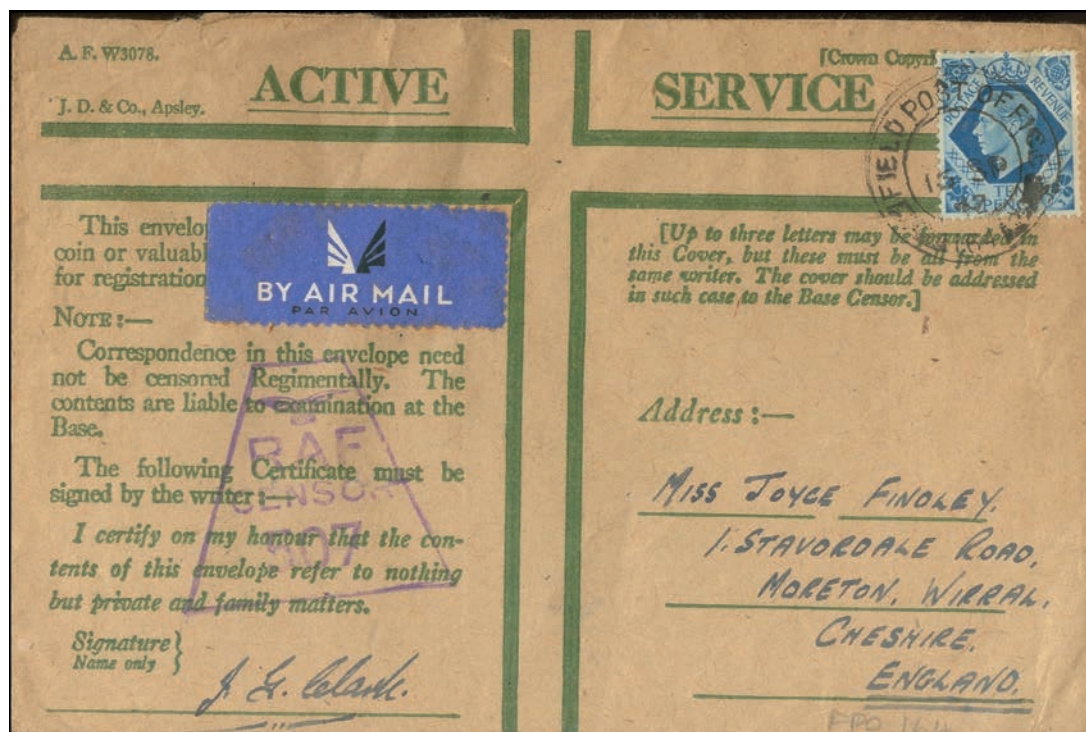 A. F. W3078.
[Crown Copyr
ACTIVE SERVICE
J. D. & Co., Apsley.
POSTAGE REVENUE
TEN PENCE
FIELD POST OFFICE
This envelo
coin or valuabl
for registration
BY AIR MAIL
PAR AVION
NOTE:—
Correspondence in this envelope need
not be censored Regimentally. The
contents are liable to examination at the
Base.
The following Certificate must be
signed by the writer:—
I certify on my honour that the con-
tents of this envelope refer to nothing
but private and family matters.
Signature
Name only
J. G. Clark.
RAF
CENSOR
[Up to three letters may be forwarded in
this Cover, but these must be all from the
same writer. The cover should be addressed
in such case to the Base Censor.]
Address:—
MISS JOYCE FINDLEY.
1. STAVORDALE ROAD,
MORETON, WIRRAL,
CHESHIRE.
ENGLAND.
FPO 164